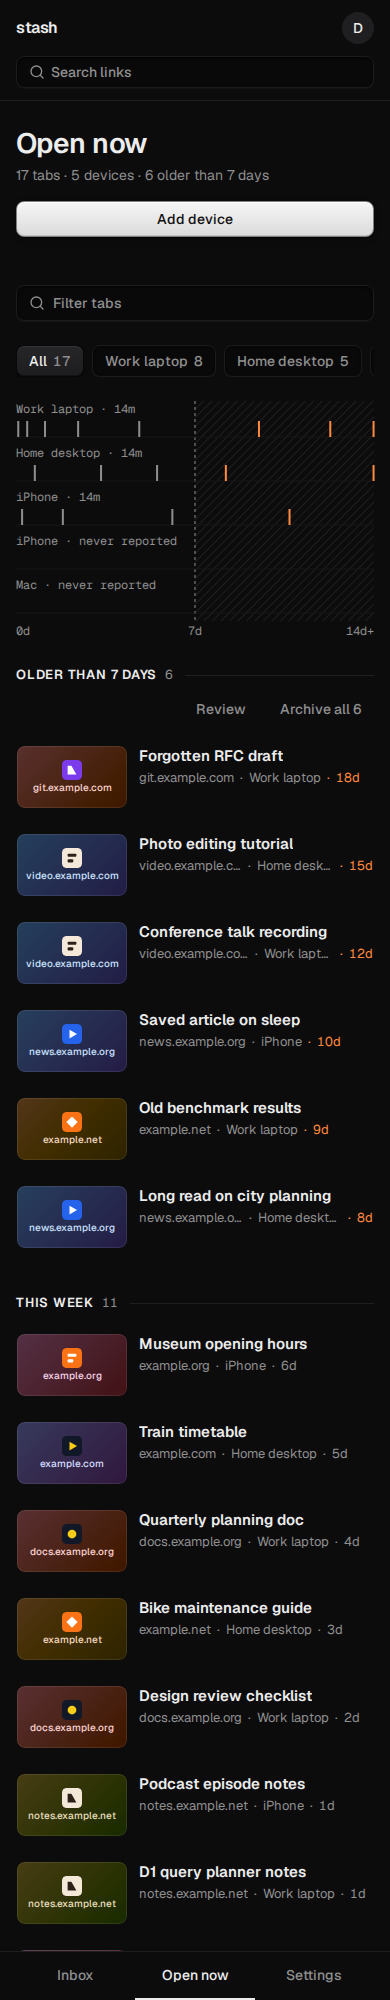 stash
D
Search links
Open now
17 tabs · 5 devices · 6 older than 7 days
Add device
Filter tabs
All 17
Work laptop 8
Home desktop 5
Work laptop · 14m
Home desktop · 14m
iPhone · 14m
iPhone · never reported
Mac · never reported
0d
7d
14d+
OLDER THAN 7 DAYS 6
Review
Archive all 6
git.example.com
Forgotten RFC draft
git.example.com · Work laptop · 18d
video.example.com
Photo editing tutorial
video.example.c… · Home desk… · 15d
video.example.com
Conference talk recording
video.example.co… · Work lapt… · 12d
news.example.org
Saved article on sleep
news.example.org · iPhone · 10d
example.net
Old benchmark results
example.net · Work laptop · 9d
news.example.org
Long read on city planning
news.example.o… · Home deskt… · 8d
THIS WEEK 11
example.org
Museum opening hours
example.org · iPhone · 6d
example.com
Train timetable
example.com · Home desktop · 5d
docs.example.org
Quarterly planning doc
docs.example.org · Work laptop · 4d
example.net
Bike maintenance guide
example.net · Home desktop · 3d
docs.example.org
Design review checklist
docs.example.org · Work laptop · 2d
notes.example.net
Podcast episode notes
notes.example.net · iPhone · 1d
notes.example.net
D1 query planner notes
notes.example.net · Work laptop · 1d
Inbox
Open now
Settings